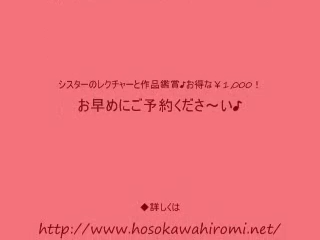 シスターのレクチャーと作品鑑賞♪お得な￥1,000！
お早めにご予約くださ～い♪
◆詳しくは
http://www.hosokawahiromi.net/